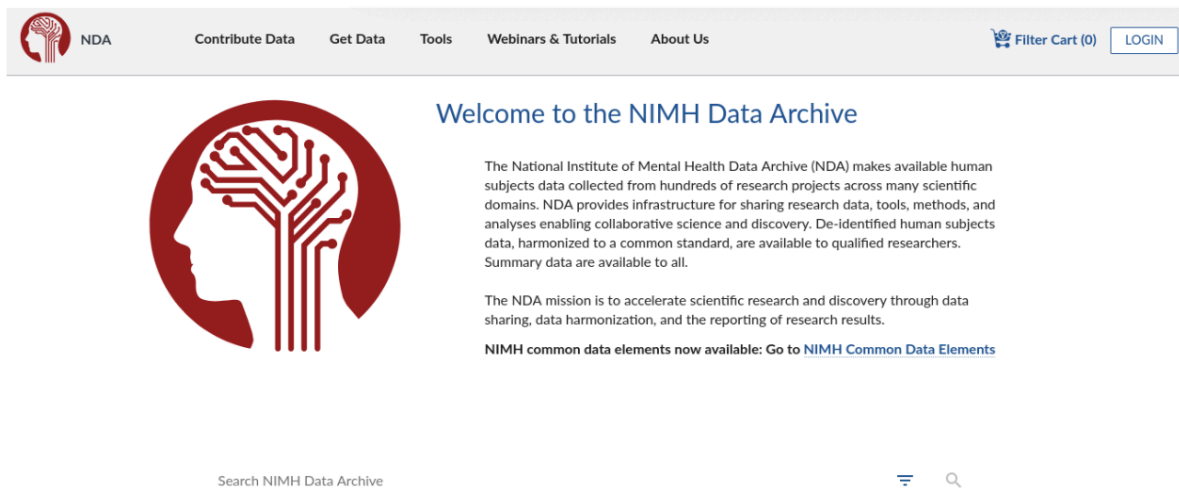 NDA Contribute Data Get Data Tools Webinars & Tutorials About Us Filter Cart (0) LOGIN
Welcome to the NIMH Data Archive
The National Institute of Mental Health Data Archive (NDA) makes available human
subjects data collected from hundreds of research projects across many scientific
domains. NDA provides infrastructure for sharing research data, tools, methods, and
analyses enabling collaborative science and discovery. De-identified human subjects
data, harmonized to a common standard, are available to qualified researchers.
Summary data are available to all.
The NDA mission is to accelerate scientific research and discovery through data
sharing, data harmonization, and the reporting of research results.
NIMH common data elements now available: Go to NIMH Common Data Elements
Search NIMH Data Archive